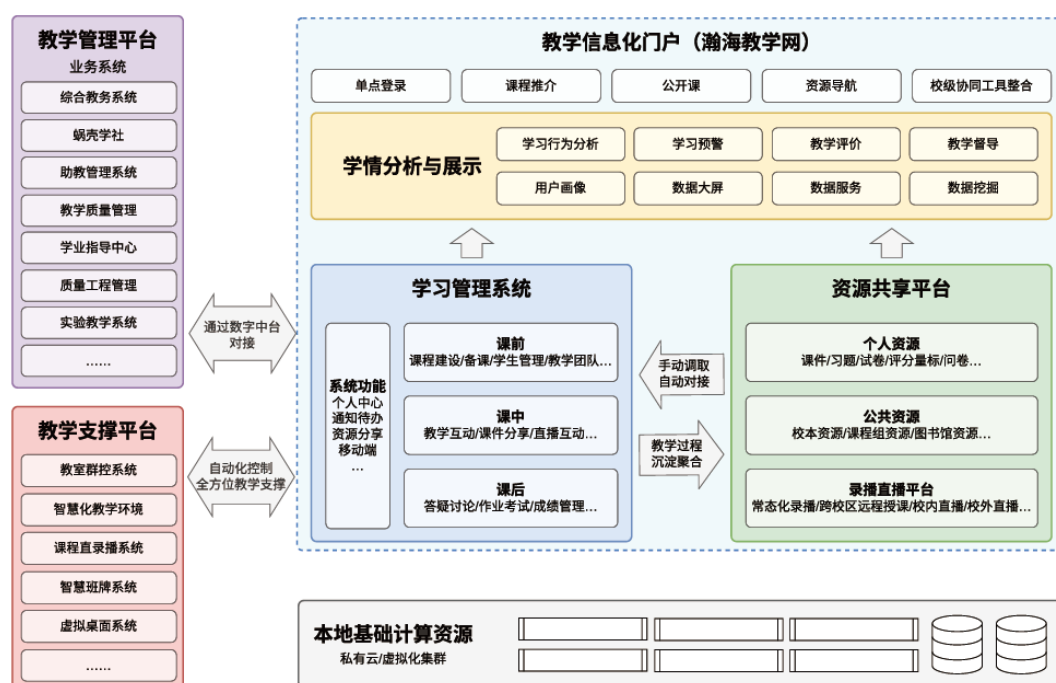 教学管理平台
业务系统
综合教务系统
蜗壳学社
助教管理系统
教学质量管理
学业指导中心
质量工程管理
实验教学系统
......
教学支撑平台
教室群控系统
智慧化教学环境
课程直录播系统
智慧班牌系统
虚拟桌面系统
......
通过数字中台
对接
自动化控制
全方位教学支撑
教学信息化门户（瀚海教学网）
单点登录
课程推介
公开课
资源导航
校级协同工具整合
学情分析与展示
学习行为分析
学习预警
教学评价
教学督导
用户画像
数据大屏
数据服务
数据挖掘
学习管理系统
系统功能
个人中心
通知待办
资源分享
移动端
...
课前
课程建设/备课/学生管理/教学团队...
课中
教学互动/课件分享/直播互动...
课后
答疑讨论/作业考试/成绩管理...
手动调取
自动对接
教学过程
沉淀聚合
资源共享平台
个人资源
课件/习题/试卷/评分量标/问卷...
公共资源
校本资源/课程组资源/图书馆资源...
录播直播平台
常态化录播/跨校区远程授课/校内直播/校外直播...
本地基础计算资源
私有云/虚拟化集群